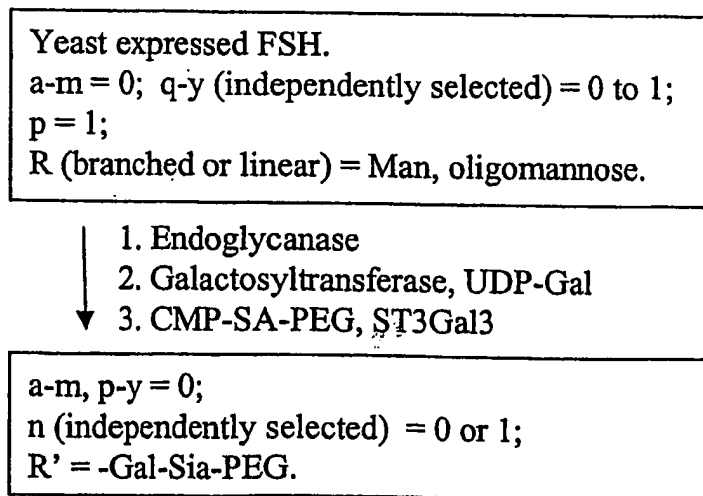 Yeast expressed FSH.
a-m = 0; q-y (independently selected) = 0 to 1;
p = 1;
R (branched or linear) = Man, oligomannose.
1. Endoglycanase
2. Galactosyltransferase, UDP-Gal
3. CMP-SA-PEG, ST3Gal3
a-m, p-y = 0;
n (independently selected) = 0 or 1;
R' = -Gal-Sia-PEG.